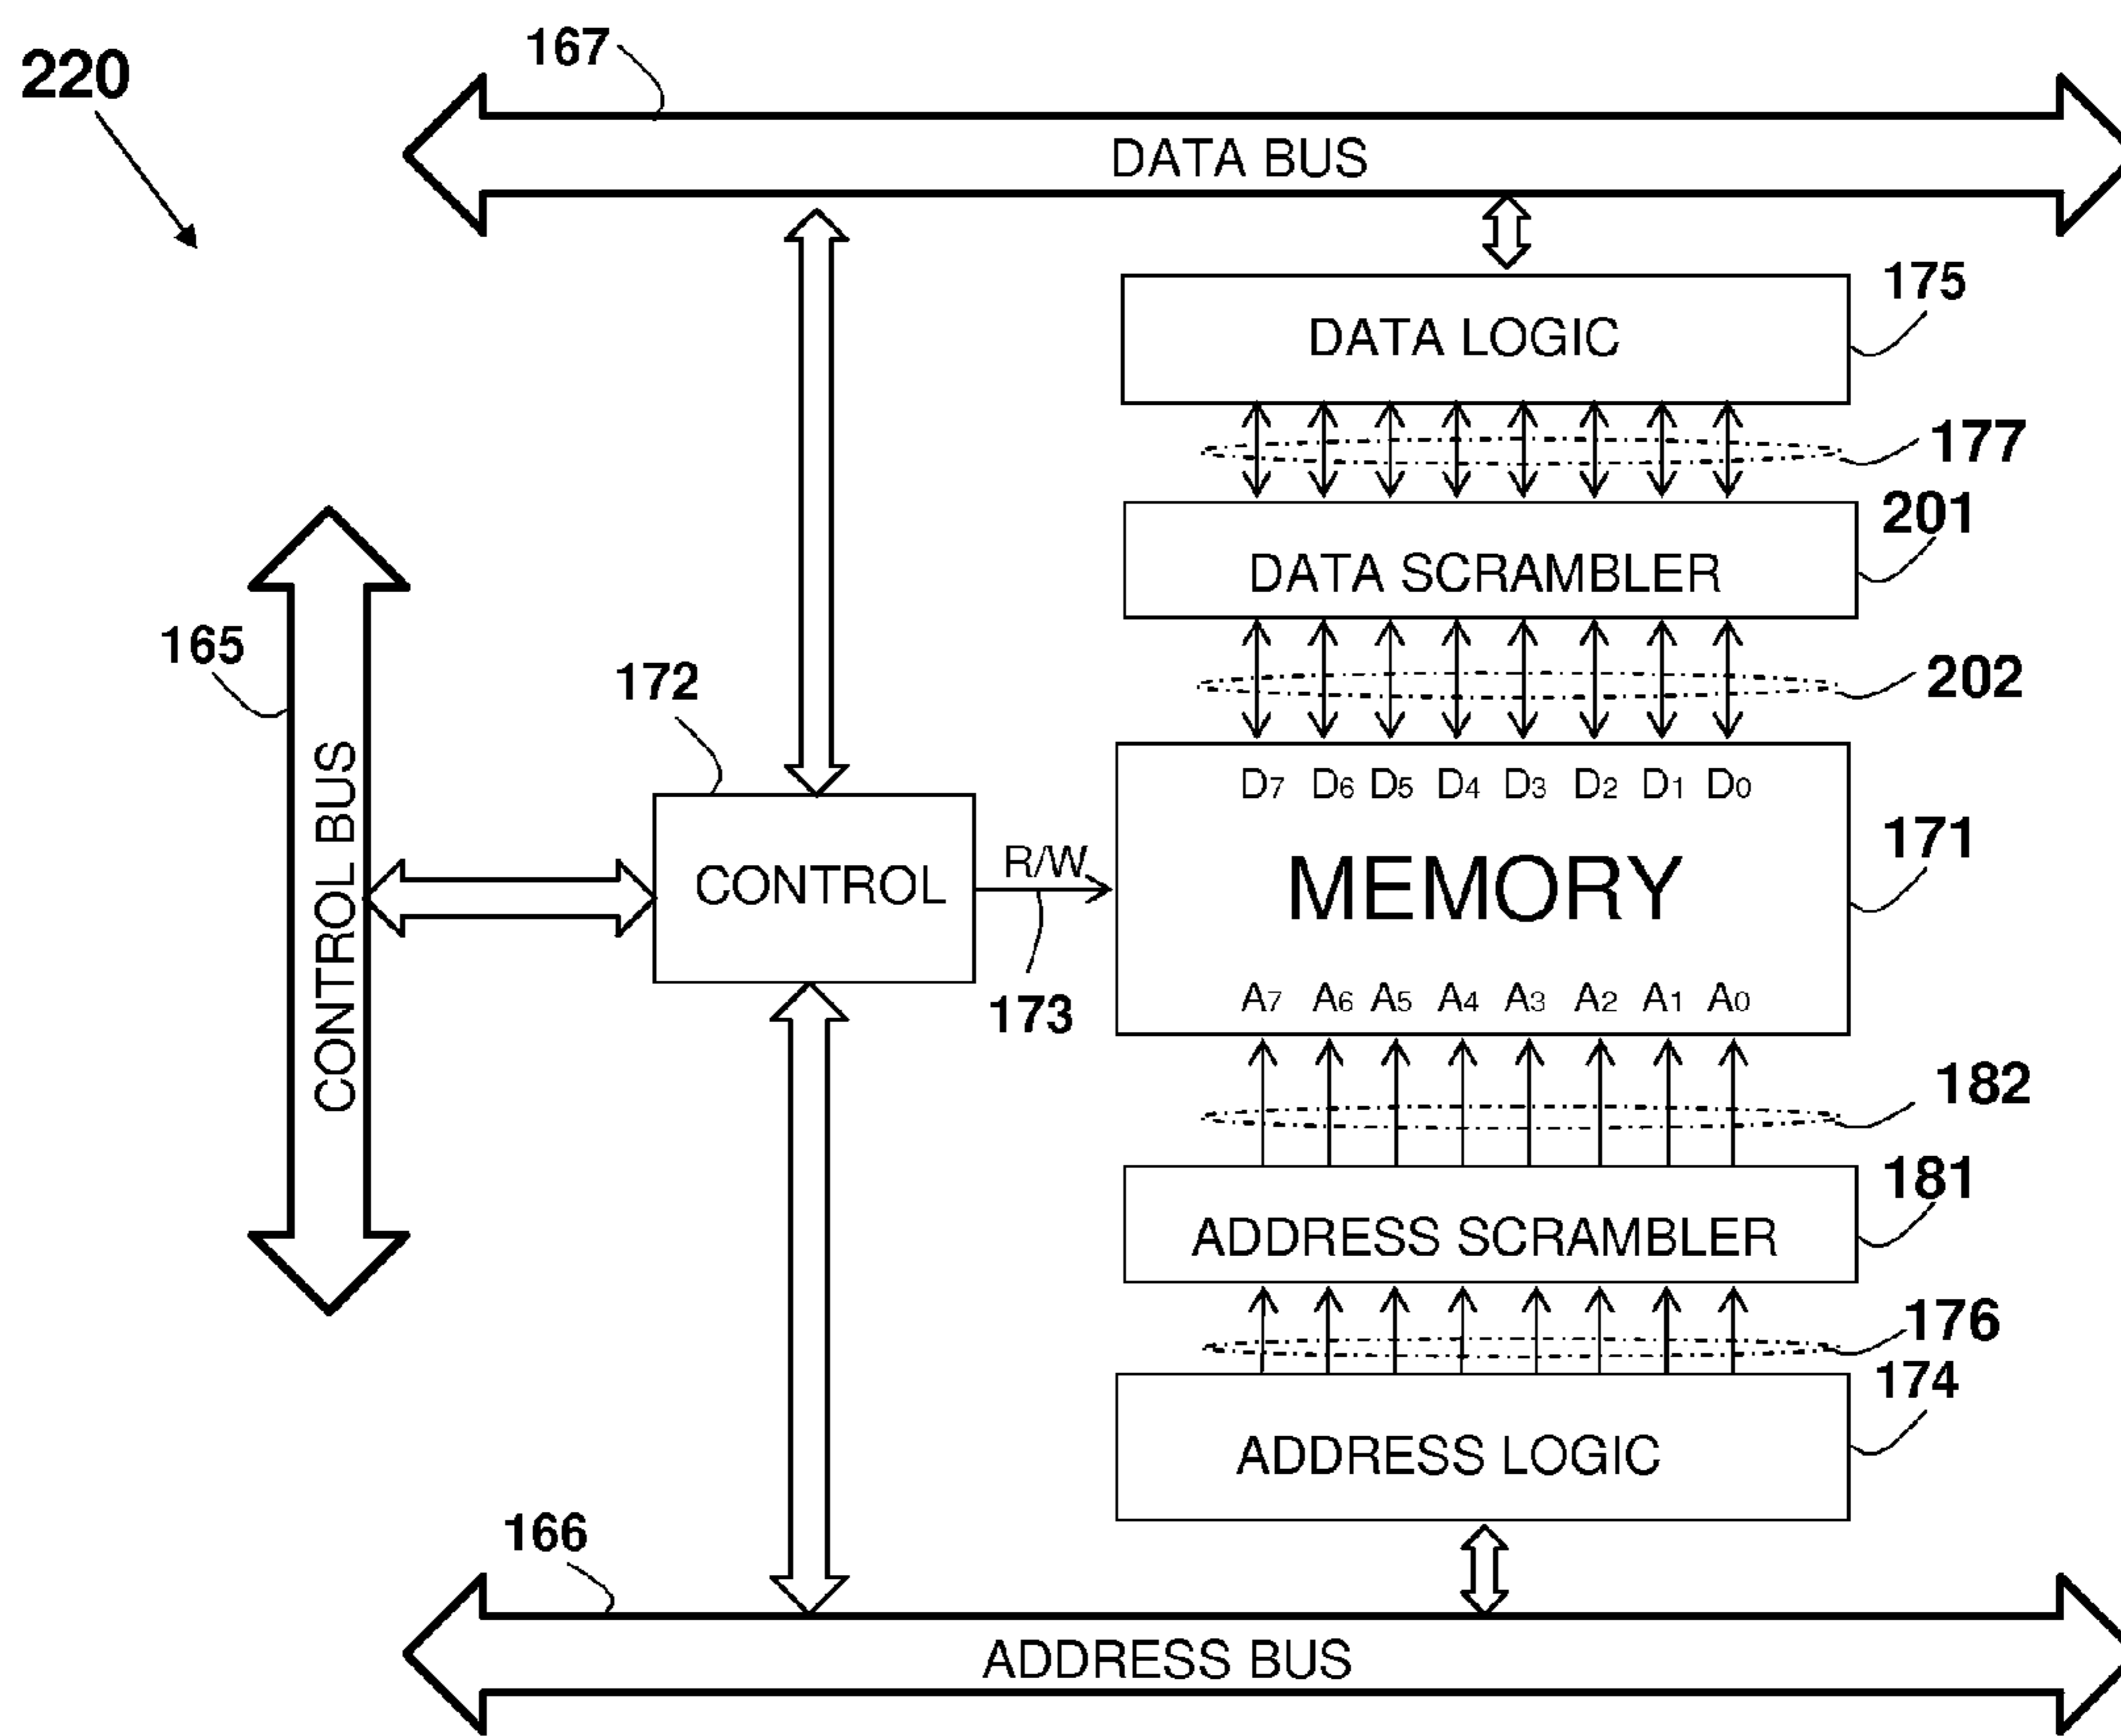 167
220
DATA BUS
175
DATA LOGIC
177
201
DATA SCRAMBLER
165
172
202
D7 D6 D5 D4 D3 D2 D1 D0
171
CONTROL BUS
CONTROL
R/W
MEMORY
173
A7 A6 A5 A4 A3 A2 A1 A0
182
181
ADDRESS SCRAMBLER
176
174
ADDRESS LOGIC
166
ADDRESS BUS